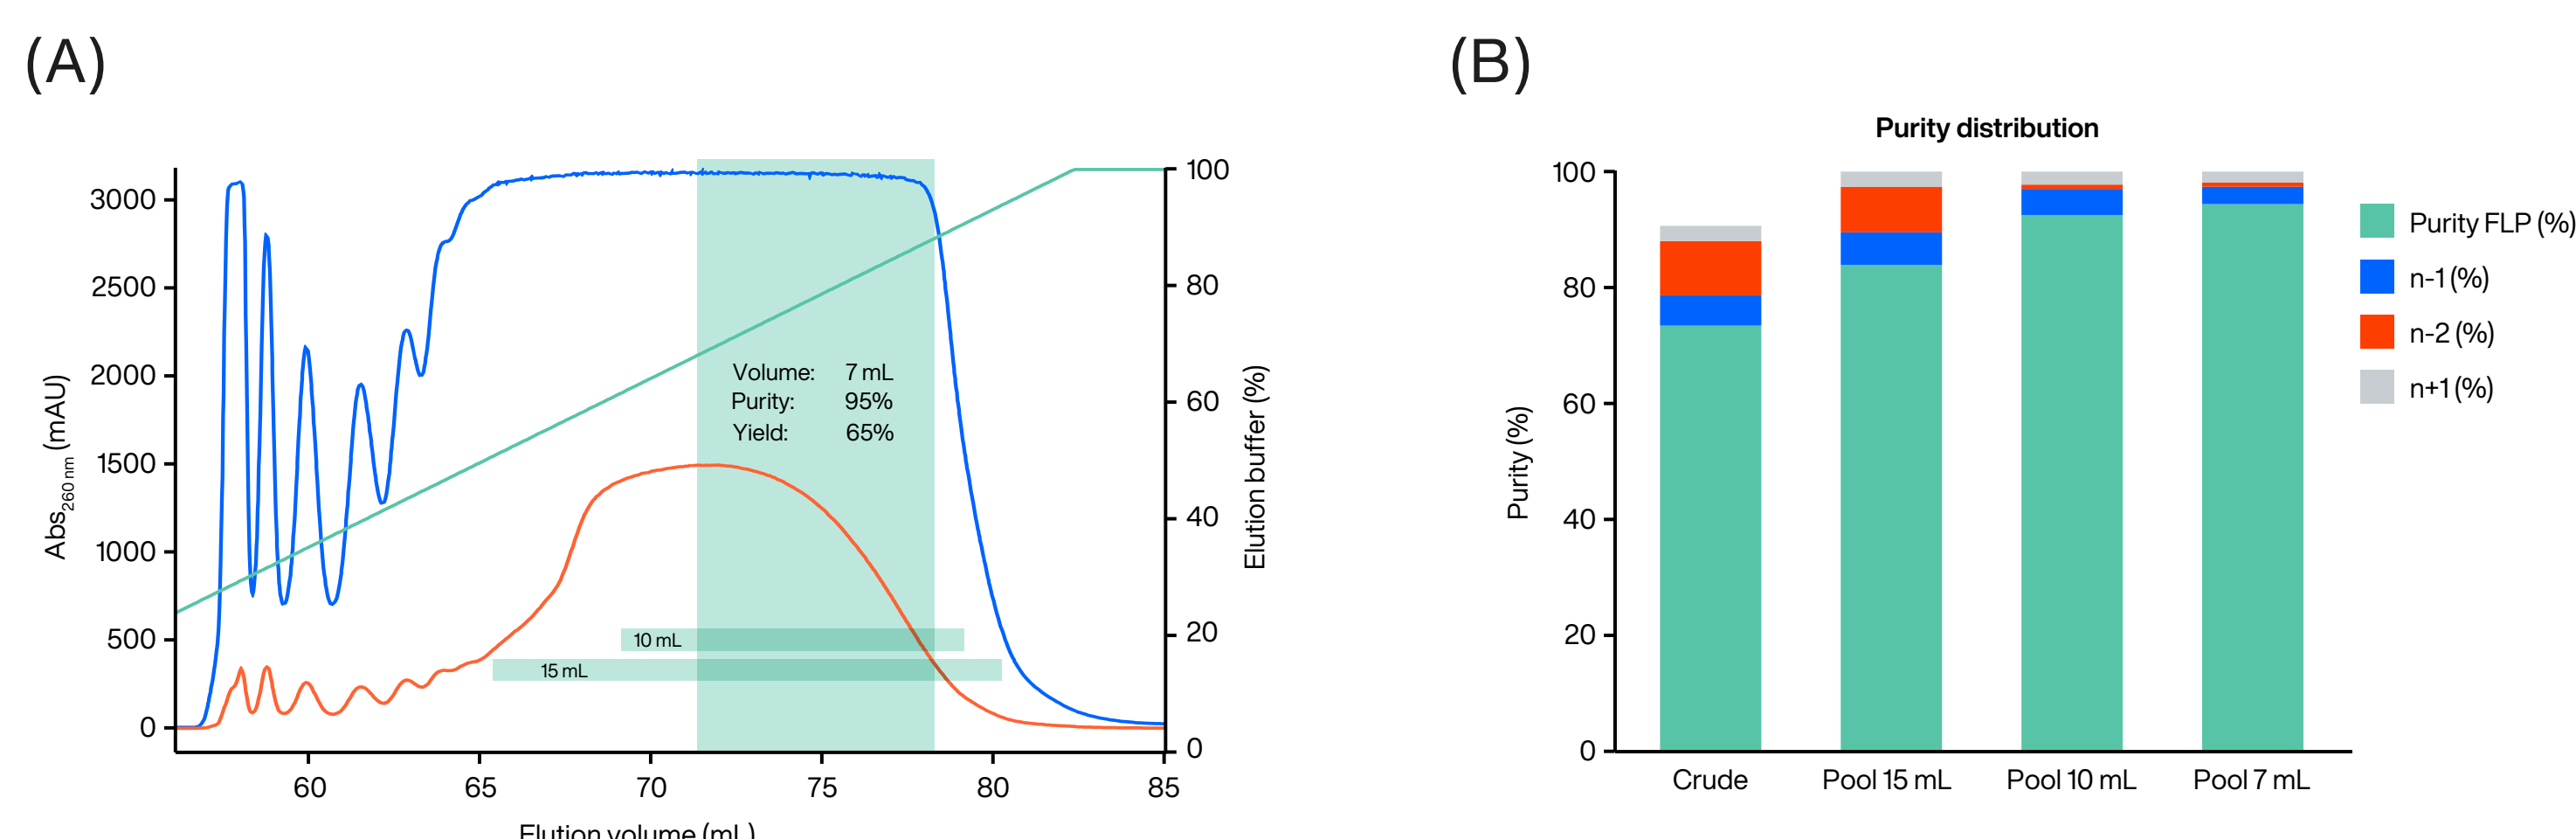 (A)
3000
2500
2000
1500
1000
500
0
Abs260 nm (mAU)
100
80
60
40
20
0
Elution buffer (%)
Volume: 7 mL
Purity: 95%
Yield: 65%
10 mL
15 mL
60 65 70 75 80 85
Elution volume (mL)
(B)
Purity distribution
100
80
60
40
20
0
Purity (%)
Crude Pool 15 mL Pool 10 mL Pool 7 mL
Purity FLP (%)
n-1 (%)
n-2 (%)
n+1 (%)